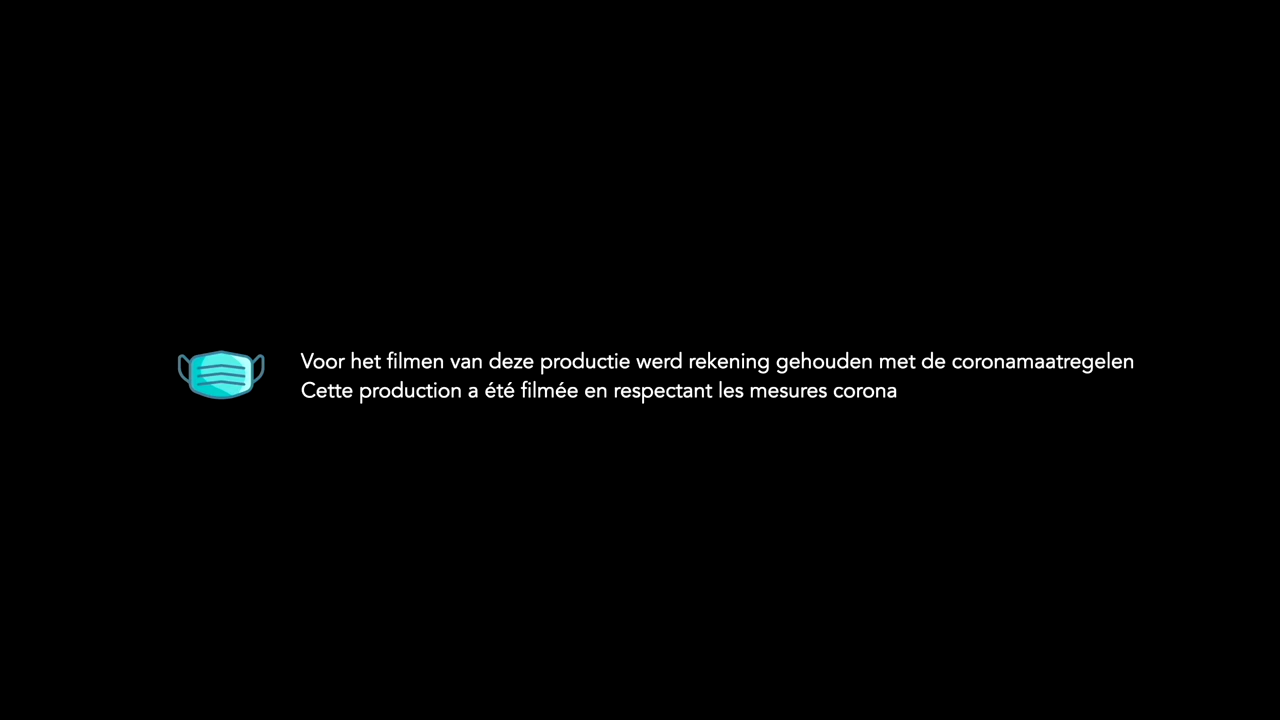 Voor het filmen van deze productie werd rekening gehouden met de coronamaatregelen
Cette production a été filmée en respectant les mesures corona